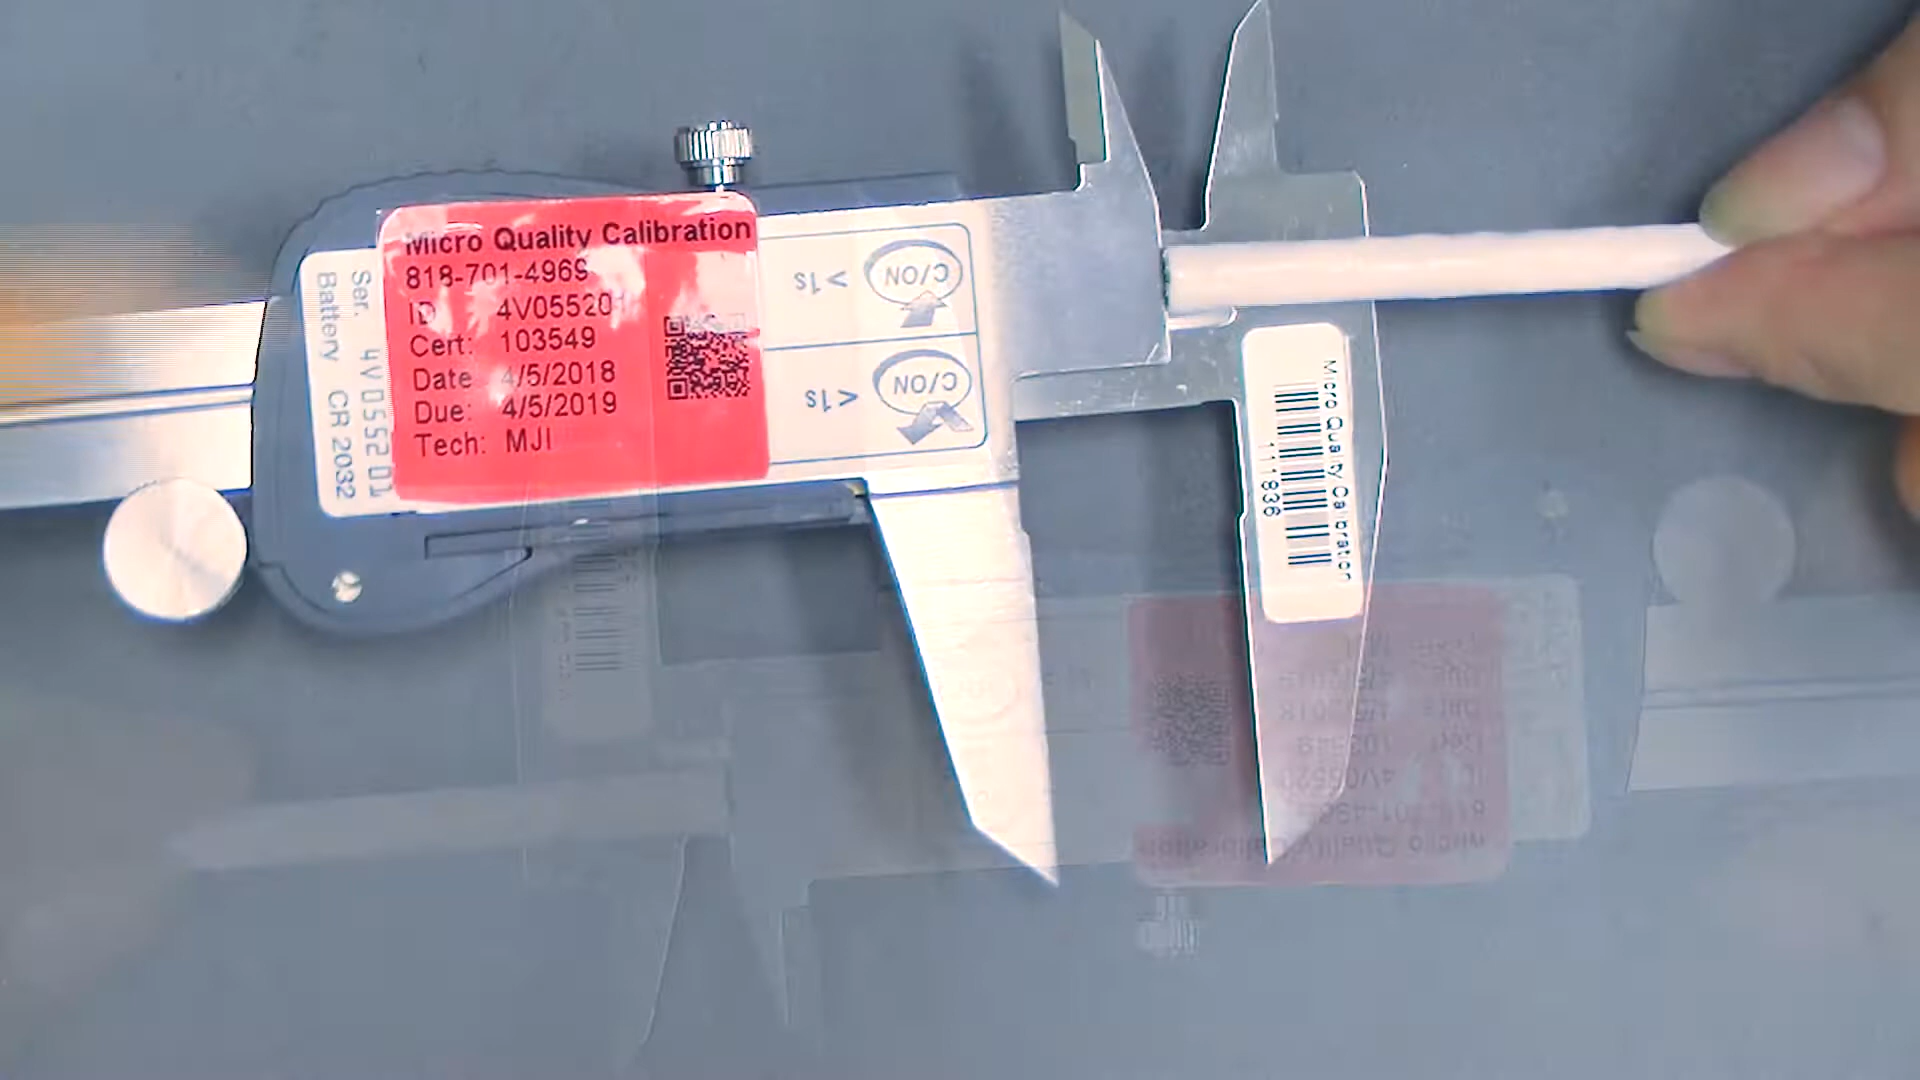 Micro Quality Calibration
818-701-4969
ID 4V05520
Cert: 103549
Date 4/5/2018
Due: 4/5/2019
Tech: MJI
Ser. 4V055201
Battery CR 2032
> 1s C/ON
< 1s C/ON
Micro Quality Calibration
111836